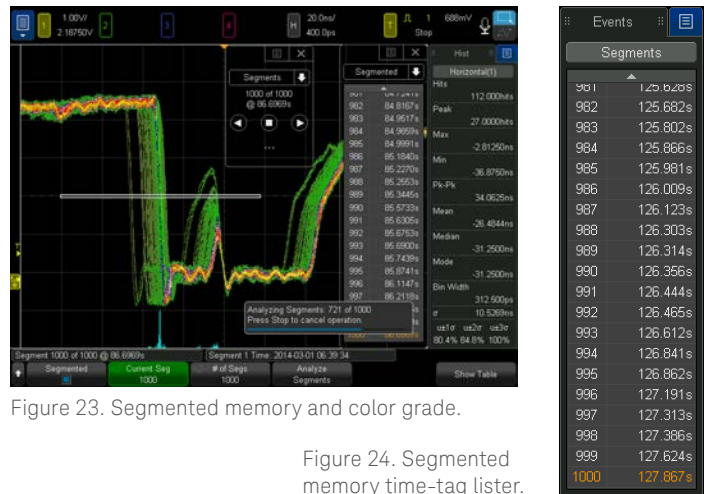 1 1.00V/
2.18750V
2
3
4
H 20.0ns/
400.0ps
T 1 688mV
Stop
Segments
1000 of 1000
@ 86.6969s
...
Segmented
982 84.8167s
983 84.9517s
984 84.9859s
985 84.9991s
986 85.1840s
987 85.2270s
988 85.2553s
989 85.3445s
990 85.5733s
991 85.6305s
992 85.6753s
993 85.6900s
994 85.7439s
995 85.8741s
996 86.1147s
997 86.2118s
Hist
Horizontal(1)
Hits
112.000hits
Peak
27.0000hits
Max
-2.81250ns
Min
-36.8750ns
Pk-Pk
34.0625ns
Mean
-26.4844ns
Median
-31.2500ns
Mode
-31.2500ns
Bin Width
312.500ps
σ
10.5269ns
u±1σ u±2σ u±3σ
80.4% 84.8% 100%
Analyzing Segments: 721 of 1000
Press Stop to cancel operation.
Segment 1000 of 1000 @ 86.6969s
Segment 1 Time: 2014-03-01 06:39:34
Segmented
Current Seg
1000
# of Segs
1000
Analyze
Segments
Show Table
Figure 23. Segmented memory and color grade.
Events
Segments
981 125.628s
982 125.682s
983 125.802s
984 125.866s
985 125.981s
986 126.009s
987 126.123s
988 126.303s
989 126.314s
990 126.356s
991 126.444s
992 126.465s
993 126.612s
994 126.841s
995 126.862s
996 127.191s
997 127.313s
998 127.386s
999 127.624s
1000 127.867s
Figure 24. Segmented
memory time-tag lister.